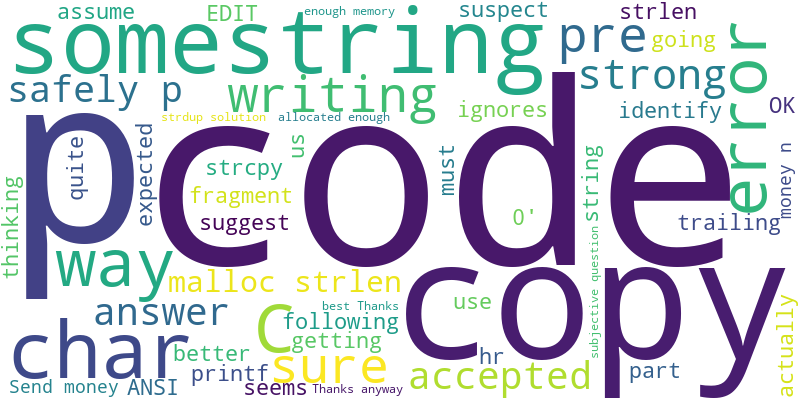 assume
EDIT
enough memory
suspect
strlen
somestring
pre
going
error
safely p
writing
strong
strdup solution
allocated enough
ignores
identify
OK
p
code
quite
expected
us
strcpy
must
string
money n
thinking
fragment
suggest
O'
trailing
way
malloc strlen
copy
subjective question
answer
C
best Thanks
following
use
actually
char
better
getting
sure
hr
part
printf
accepted
Send money
ANSI
seems
Thanks anyway